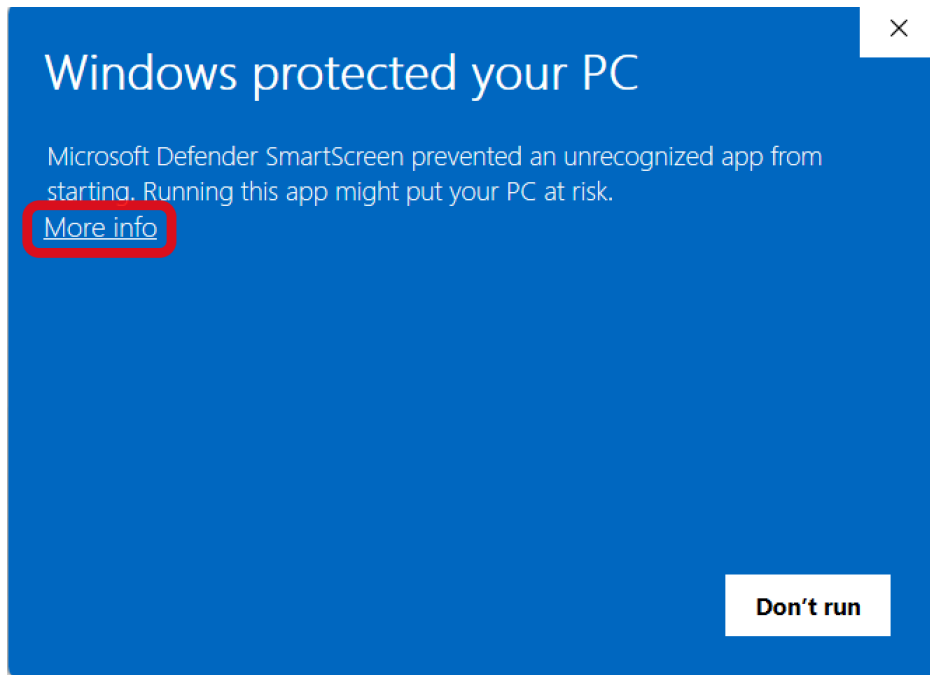 Windows protected your PC
Microsoft Defender SmartScreen prevented an unrecognized app from
starting. Running this app might put your PC at risk.
More info
Don’t run